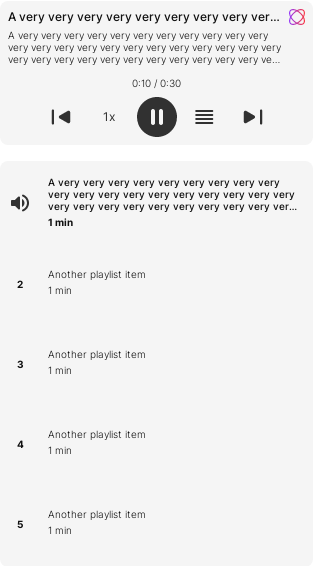 A very very very very very very very ver...
A very very very very very very very very very very
very very very very very very very very very very very
very very very very very very very very very very ve...
0:10 / 0:30
1x
A very very very very very very very very very
very very very very very very very very very very
very very very very very very very very very ver...
1 min
2
Another playlist item
1 min
3
Another playlist item
1 min
4
Another playlist item
1 min
5
Another playlist item
1 min